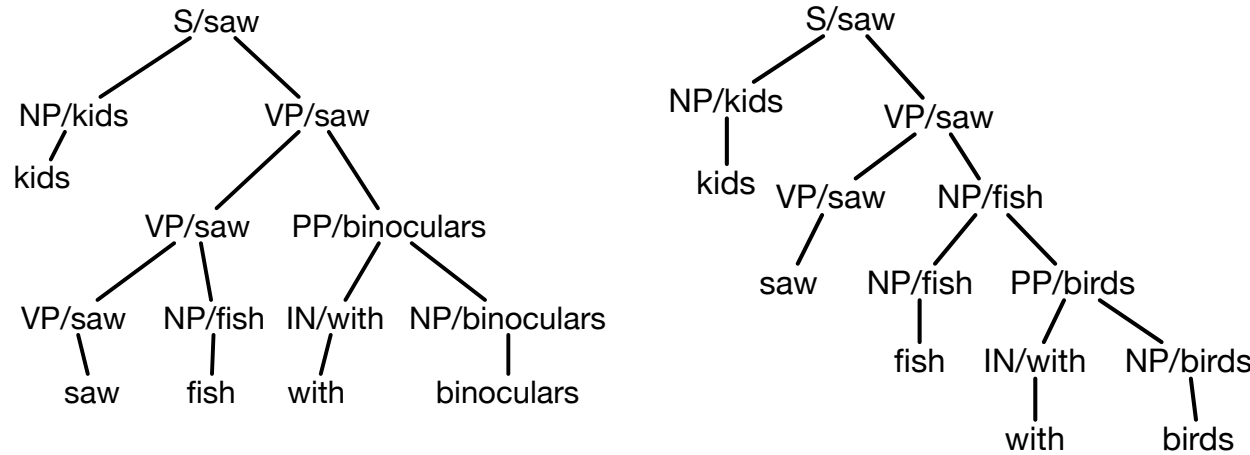 S/saw
NP/kids VP/saw
kids
VP/saw PP/binoculars
VP/saw NP/fish IN/with NP/binoculars
saw fish with binoculars
S/saw
NP/kids VP/saw
kids VP/saw NP/fish
saw NP/fish PP/birds
fish IN/with NP/birds
with birds